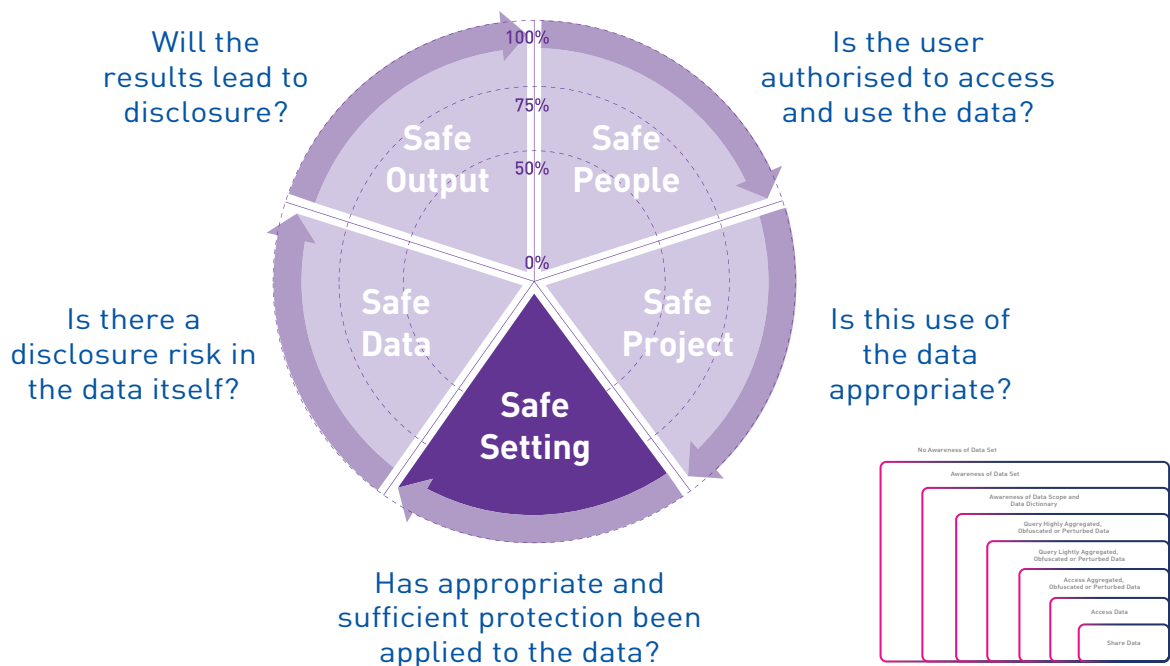 Will the
results lead to
disclosure?
100%
75%
50%
0%
Safe
Output
Safe
People
Is the user
authorised to access
and use the data?
Is there a
disclosure risk in
the data itself?
Safe
Data
Safe
Project
Is this use of
the data
appropriate?
Safe
Setting
Has appropriate and
sufficient protection been
applied to the data?
No Awareness of Data Set
Awareness of Data Set
Awareness of Data Scope and
Data Dictionary
Query Highly Aggregated,
Obfuscated or Perturbed Data
Query Lightly Aggregated,
Obfuscated or Perturbed Data
Access Aggregated,
Obfuscated or Perturbed Data
Access Data
Share Data